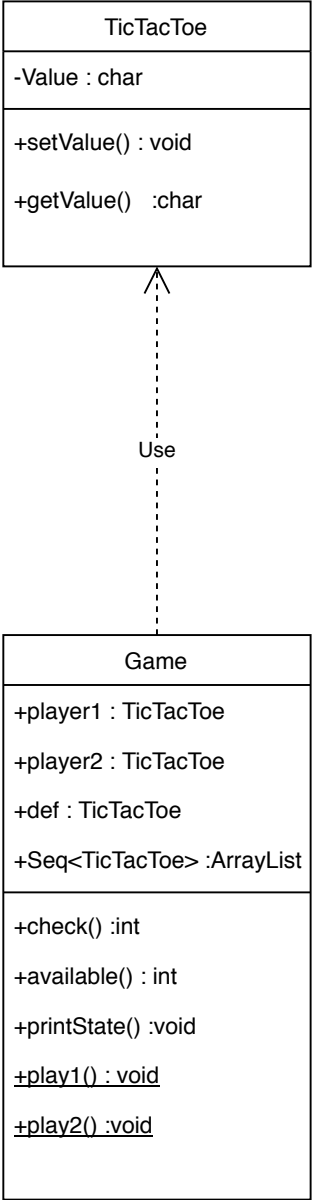 TicTacToe
-Value : char
+setValue() : void
+getValue() :char
Use
Game
+player1 : TicTacToe
+player2 : TicTacToe
+def : TicTacToe
+Seq<TicTacToe> :ArrayList
+check() :int
+available() : int
+printState() :void
+play1() : void
+play2() :void